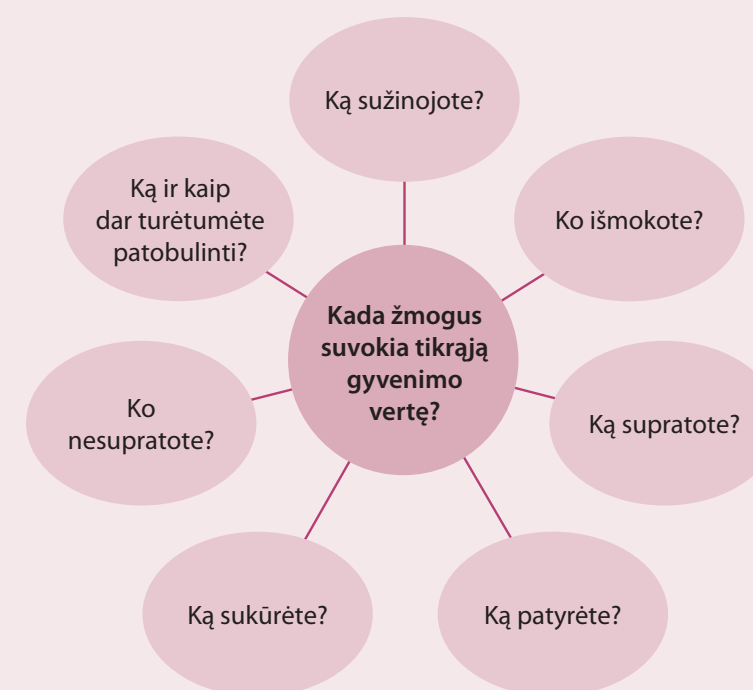 Ką sužinojote?
Ką ir kaip
dar turėtumėte
patobulinti?
Ko išmokote?
Kada žmogus
suvokia tikrąją
gyvenimo
vertę?
Ko
nesupratote?
Ką supratote?
Ką sukūrėte?
Ką patyrėte?